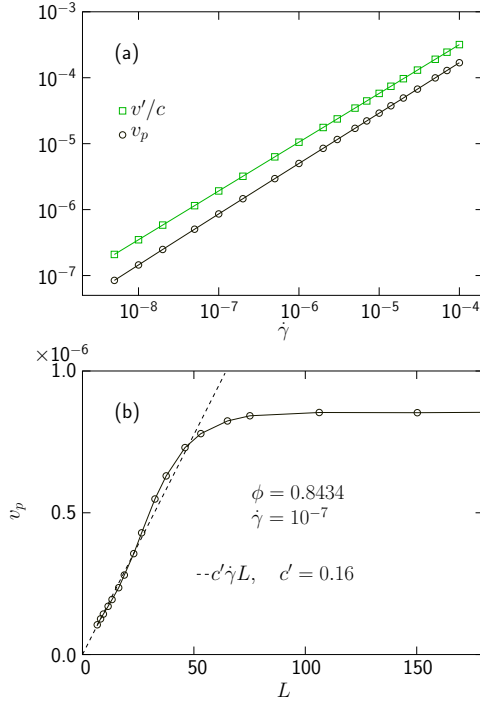 10⁻³
(a)
10⁻⁴
v′/c
v_p
10⁻⁵
10⁻⁶
10⁻⁷
10⁻⁸ 10⁻⁷ 10⁻⁶ 10⁻⁵ 10⁻⁴
γ̇
×10⁻⁶
1.0
(b)
v_p
ϕ = 0.8434
0.5
γ̇ = 10⁻⁷
--c′γ̇L, c′ = 0.16
0.0
0 50 100 150
L